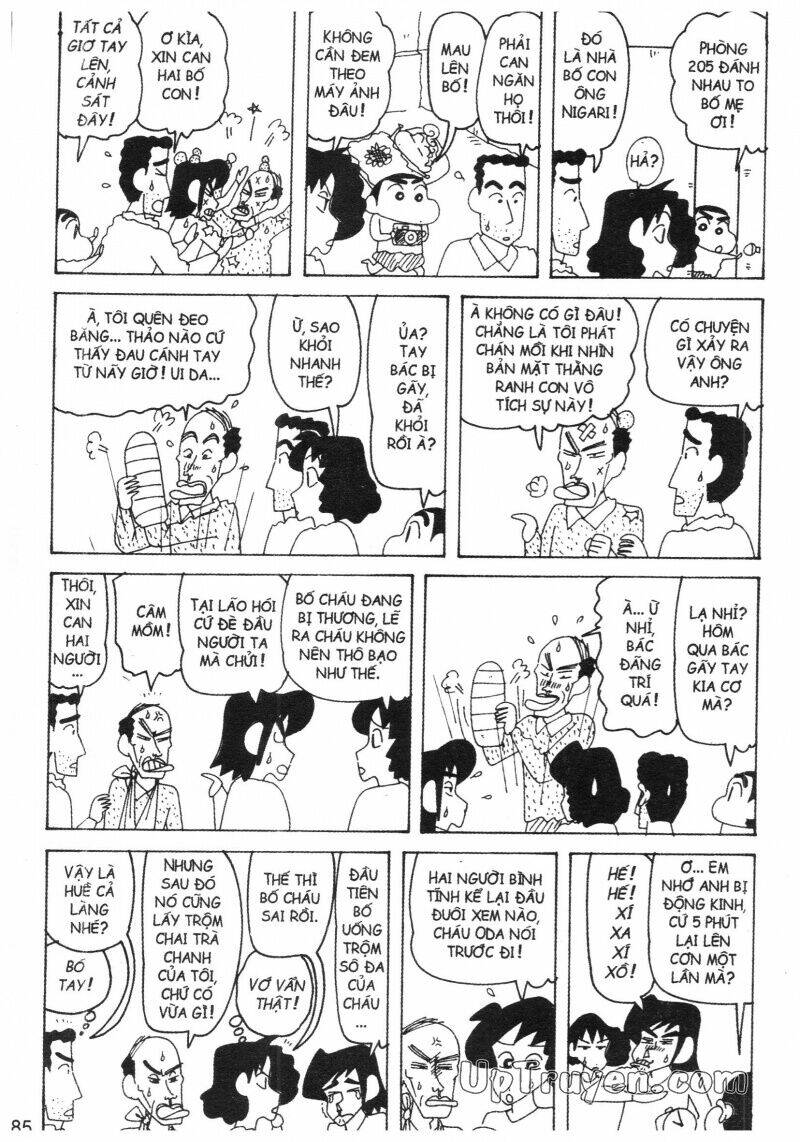 PHÒNG
205 ĐÁNH
NHAU TO
BỐ MẸ
ƠI!
HẢ?
ĐÓ
LÀ NHÀ
BỐ CON
ÔNG
NIGARI!
PHẢI
CAN
NGĂN
HỌ
THÔI!
MAU
LÊN
BỐ!
KHÔNG
CẦN ĐEM
THEO
MÁY ẢNH
ĐÂU!
Ơ KÌA,
XIN CAN
HAI BỐ
CON!
TẤT CẢ
GIƠ TAY
LÊN,
CẢNH
SÁT
ĐÂY!
CÓ CHUYỆN
GÌ XẢY RA
VẬY ÔNG
ANH?
À KHÔNG CÓ GÌ ĐÂU!
CHẲNG LÀ TÔI PHÁT
CHÁN MỒI KHI NHÌN
BẢN MẶT THẰNG
RANH CON VÔ
TÍCH SỰ NÀY!
ỦA?
TAY
BÁC BỊ
GÃY,
ĐÃ
KHỎI
RỒI À?
Ừ, SAO
KHỎI
NHANH
THẾ?
À, TÔI QUÊN ĐEO
BĂNG... THẢO NÀO CỨ
THẤY ĐAU CÁNH TAY
TỪ NÃY GIỜ! UI DA...
LẠ NHỈ?
HÔM
QUA BÁC
GÃY TAY
KIA CƠ
MÀ?
À... Ừ
NHỈ,
BÁC
ĐÃNG
TRÍ
QUÁ!
BỐ CHÁU ĐANG
BỊ THƯƠNG, LẼ
RA CHÁU KHÔNG
NÊN THÔ BẠO
NHƯ THẾ.
TẠI LÃO HÓI
CỨ ĐÈ ĐẦU
NGƯỜI TA
MÀ CHỬI!
CÂM
MỒM!
THÔI,
XIN
CAN
HAI
NGƯỜI
...
Ơ... EM
NHỚ ANH BỊ
ĐỘNG KINH,
CỨ 5 PHÚT
LẠI LÊN
CƠN MỘT
LẦN MÀ?
HẾ!
HẾ!
XÍ
XA
XÍ
XỒ!
HAI NGƯỜI BÌNH
TĨNH KỂ LẠI ĐẦU
ĐUÔI XEM NÀO,
CHÁU ODA NÓI
TRƯỚC ĐI!
ĐẦU
TIÊN
BỐ
UỐNG
TRỘM
SÔ ĐA
CỦA
CHÁU
...
THẾ THÌ
BỐ CHÁU
SAI RỒI.
VỚ VẨN
THẬT!
NHƯNG
SAU ĐÓ
NÓ CŨNG
LẤY TRỘM
CHAI TRÀ
CHANH
CỦA TÔI,
CHỨ CÓ
VỪA GÌ!
VẬY LÀ
HUỀ CẢ
LÀNG
NHÉ?
BÓ
TAY!
UpTruyen.com
85